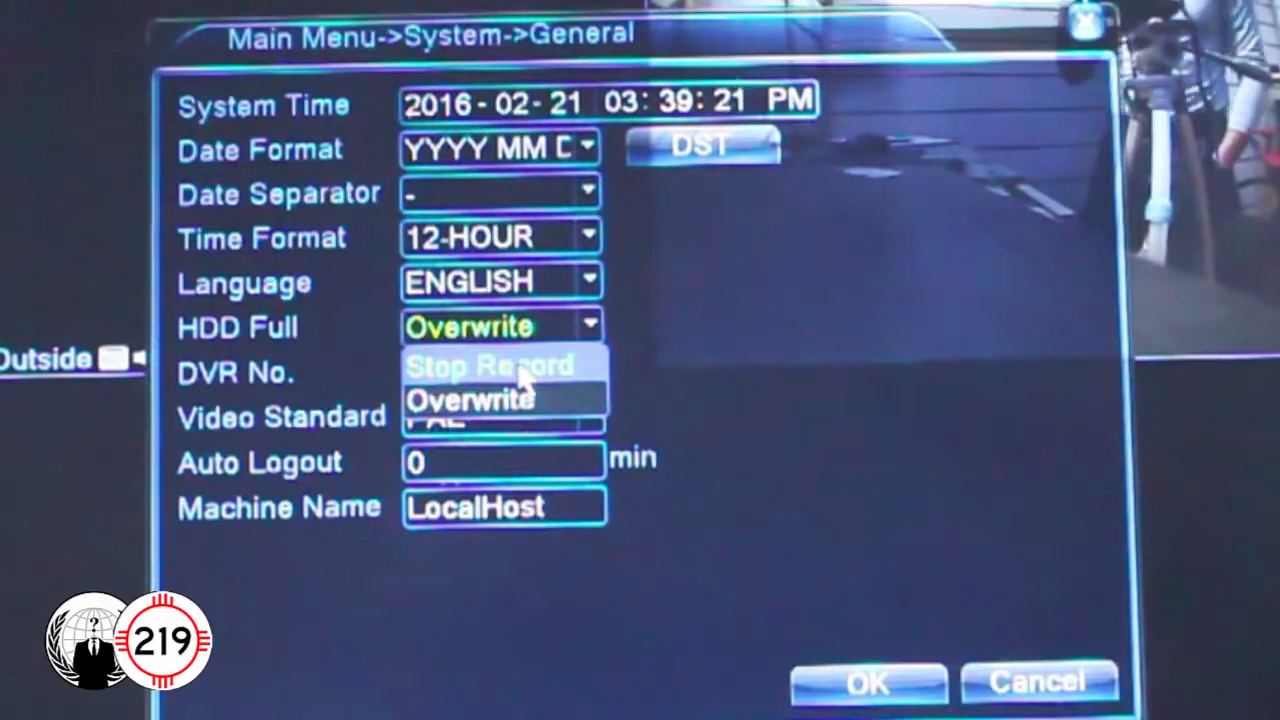 Main Menu->System->General
System Time 2016-02-21 03:39:21 PM
Date Format YYYY MM D DST
Date Separator -
Time Format 12-HOUR
Language ENGLISH
HDD Full Overwrite
Stop Record
Outside
DVR No.
Overwrite
Video Standard PAL
Auto Logout 0 min
Machine Name LocalHost
?
219
OK Cancel